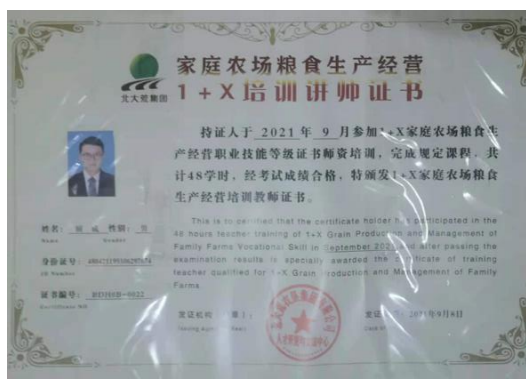 家庭农场粮食生产经营
北大荒集团
1+X培训讲师证书
持证人于 2021 年 9 月参加1+X家庭农场粮食生
产经营职业技能等级证书师资培训，完成规定课程，共
计48学时，经考试成绩合格，特颁发1+X家庭农场粮食
生产经营培训教师证书。
This is to certified that the certificate holder has participated in the
48 hours teacher training of 1+X Grain Production and Management of
Family Farms Vocational Skill in September 2021 and after passing the
examination results is specially awarded the certificate of training
teacher qualified for 1+X Grain Production and Management of Family
Farms
姓名： 性别：男
Name Gender
身份证号：
ID Number
证书编号：
Certificate NO
发证机构
Issuing Agency
2021年9月8日